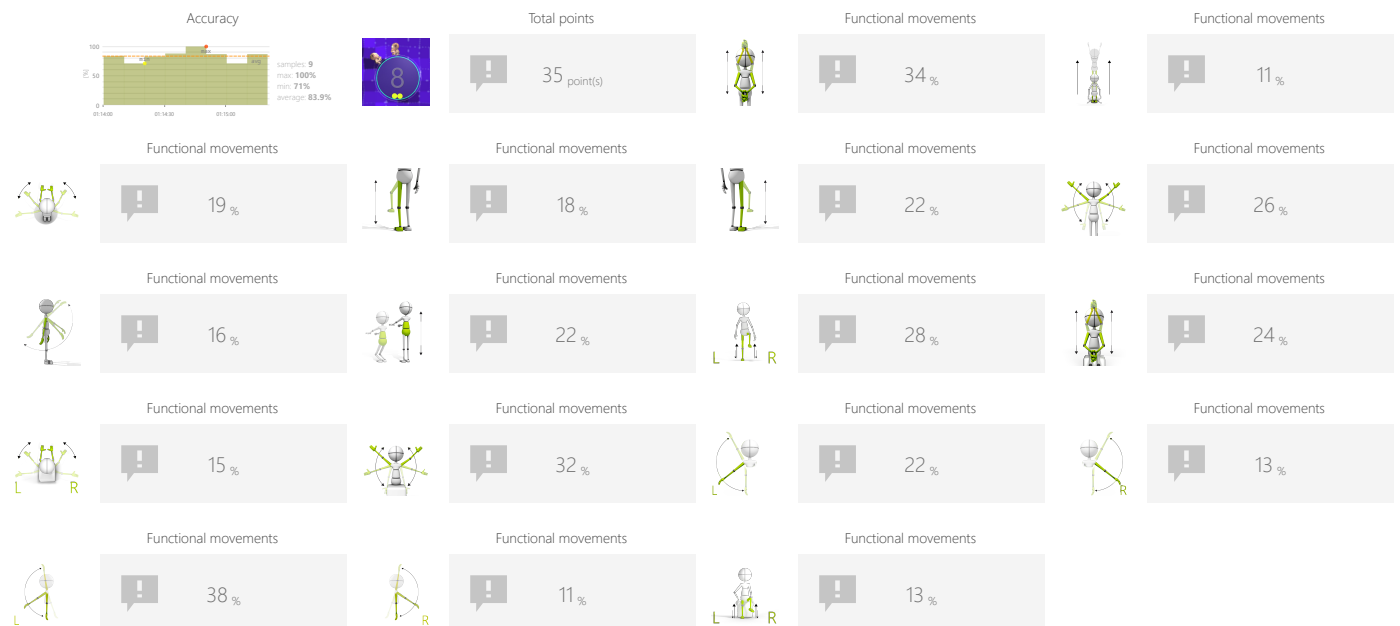 Accuracy
Total points
Functional movements
Functional movements
100
50
0
[%]
max
min
avg
samples: 9
max: 100%
min: 71%
average: 83.9%
01:14:00
01:14:30
01:15:00
8
35 point(s)
34 %
11 %
Functional movements
Functional movements
Functional movements
Functional movements
19 %
18 %
22 %
26 %
Functional movements
Functional movements
Functional movements
Functional movements
16 %
22 %
L R
28 %
24 %
Functional movements
Functional movements
Functional movements
Functional movements
L R
15 %
32 %
L
22 %
R
13 %
Functional movements
Functional movements
Functional movements
L
38 %
R
11 %
L R
13 %